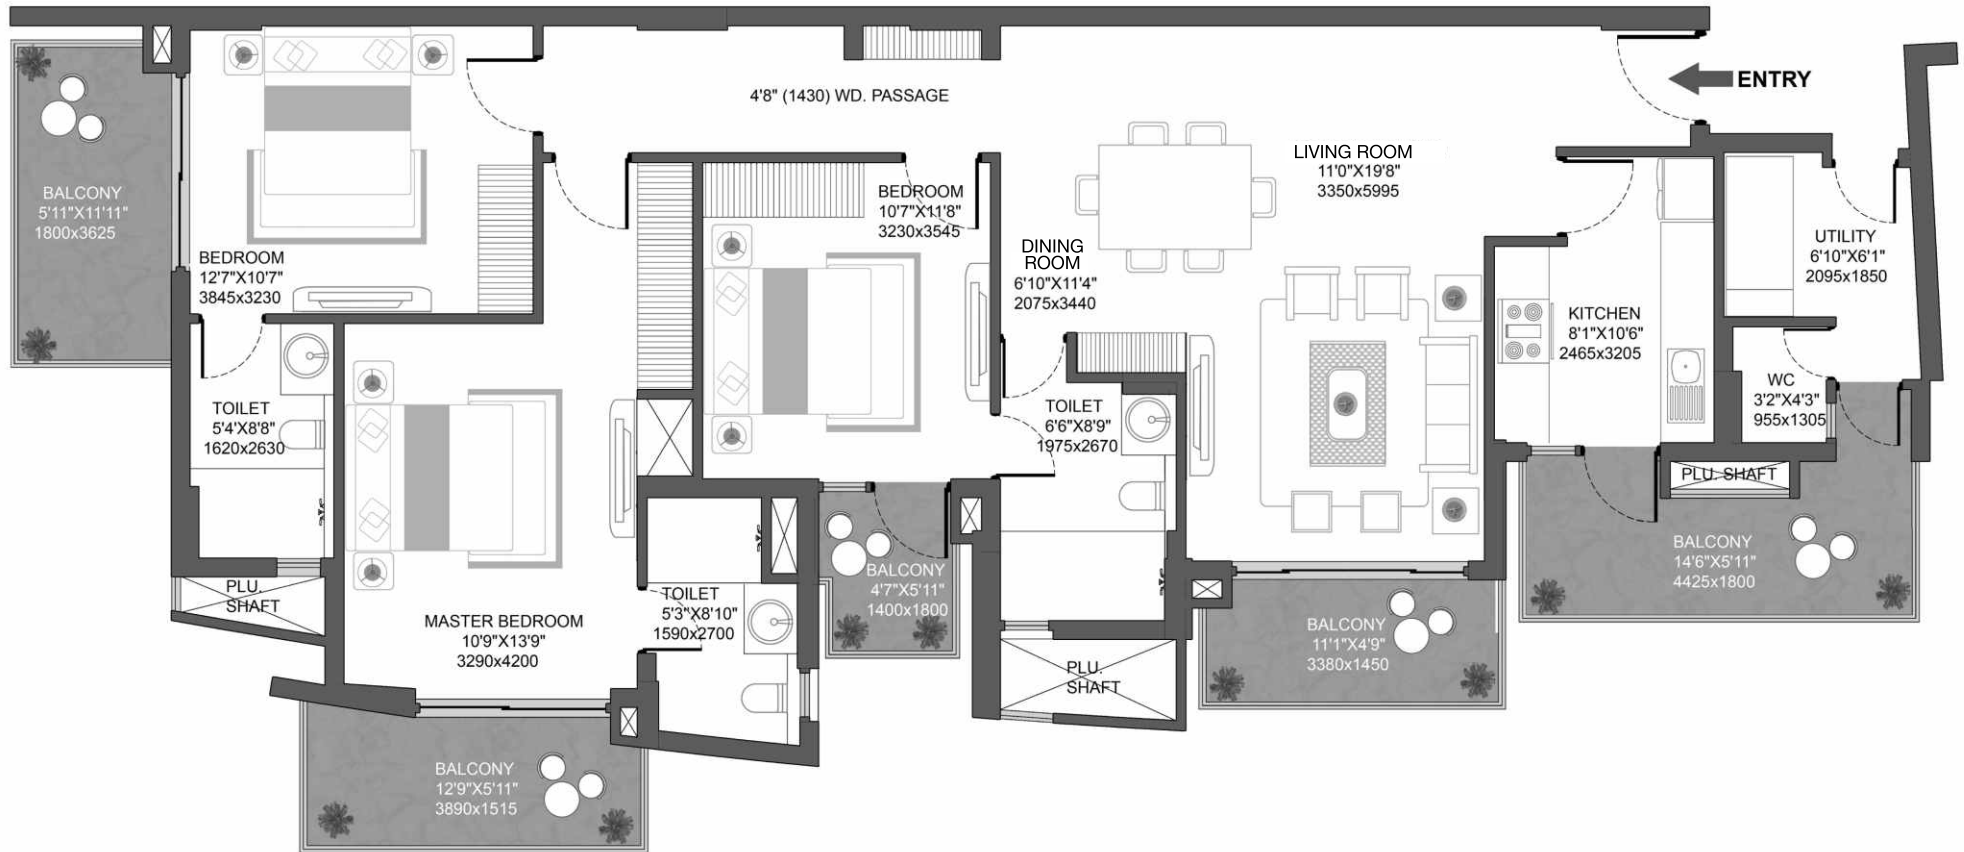 ENTRY
4'8" (1430) WD. PASSAGE
LIVING ROOM
11'0"X19'8"
3350x5995
BALCONY
5'11"X11'11"
1800x3625
BEDROOM
10'7"X11'8"
3230x3545
BEDROOM
12'7"X10'7"
3845x3230
DINING
ROOM
6'10"X11'4"
2075x3440
UTILITY
6'10"X6'1"
2095x1850
KITCHEN
8'1"X10'6"
2465x3205
WC
3'2"X4'3"
955x1305
TOILET
5'4"X8'8"
1620x2630
TOILET
6'6"X8'9"
1975x2670
PLU. SHAFT
BALCONY
14'6"X5'11"
4425x1800
PLU.
SHAFT
BALCONY
4'7"X5'11"
1400x1800
TOILET
5'3"X8'10"
1590x2700
MASTER BEDROOM
10'9"X13'9"
3290x4200
BALCONY
11'1"X4'9"
3380x1450
PLU.
SHAFT
BALCONY
12'9"X5'11"
3890x1515